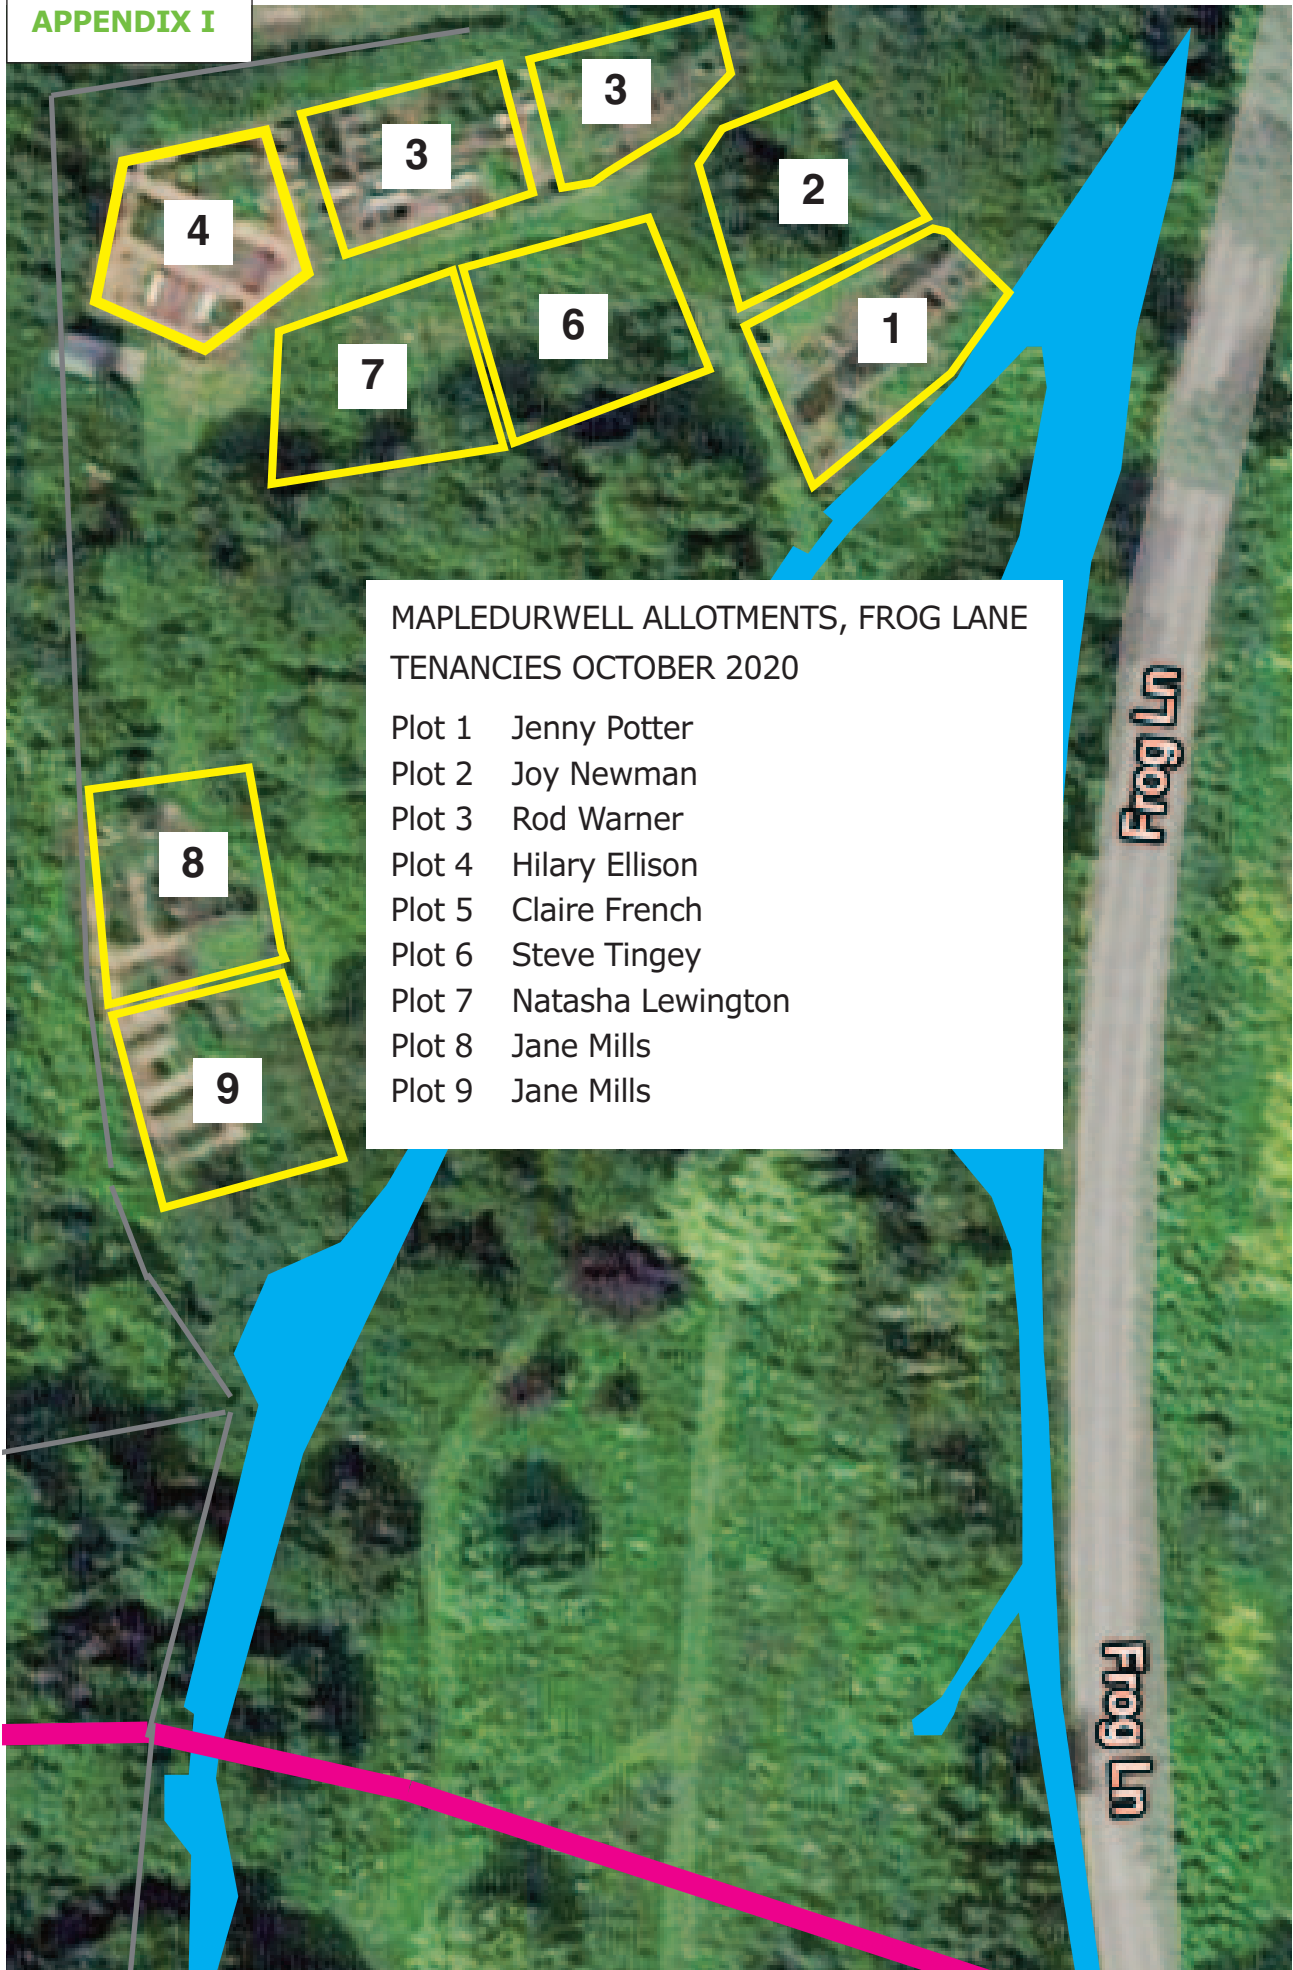 APPENDIX I
3
3
2
4
1
6
7
MAPLEDURWELL ALLOTMENTS, FROG LANE
TENANCIES OCTOBER 2020
Plot 1 Jenny Potter
Plot 2 Joy Newman
Plot 3 Rod Warner
Plot 4 Hilary Ellison
Plot 5 Claire French
Plot 6 Steve Tingey
Plot 7 Natasha Lewington
Plot 8 Jane Mills
Plot 9 Jane Mills
Frog Ln
8
9
Frog Ln